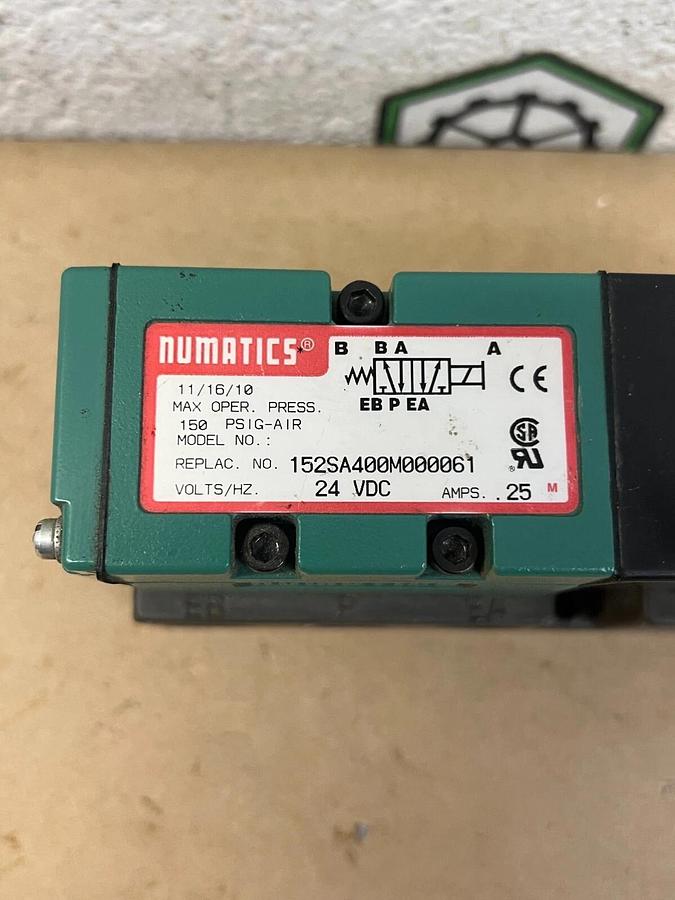 NUMATICS®
B B A A
EB P EA
CE
11/16/10
MAX OPER. PRESS.
150 PSIG-AIR
MODEL NO.:
REPLAC. NO. 152SA400M000061
VOLTS/HZ. 24 VDC AMPS. .25 M
P